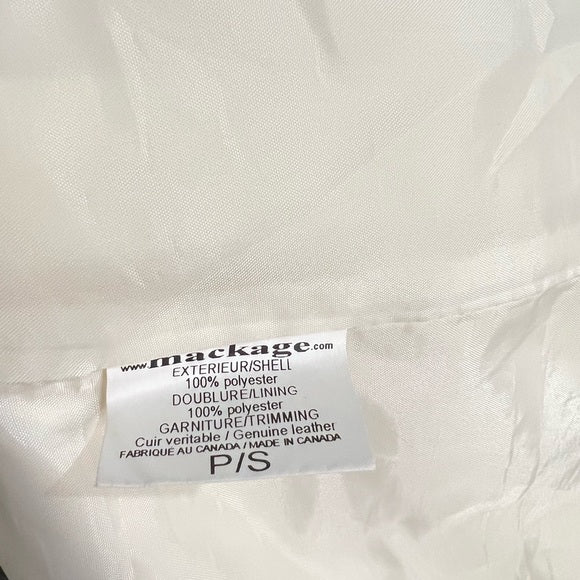 www.mackage.com
EXTERIEUR/SHELL
100% polyester
DOUBLURE/LINING
100% polyester
GARNITURE/TRIMMING
Cuir veritable / Genuine leather
FABRIQUE AU CANADA / MADE IN CANADA
P/S